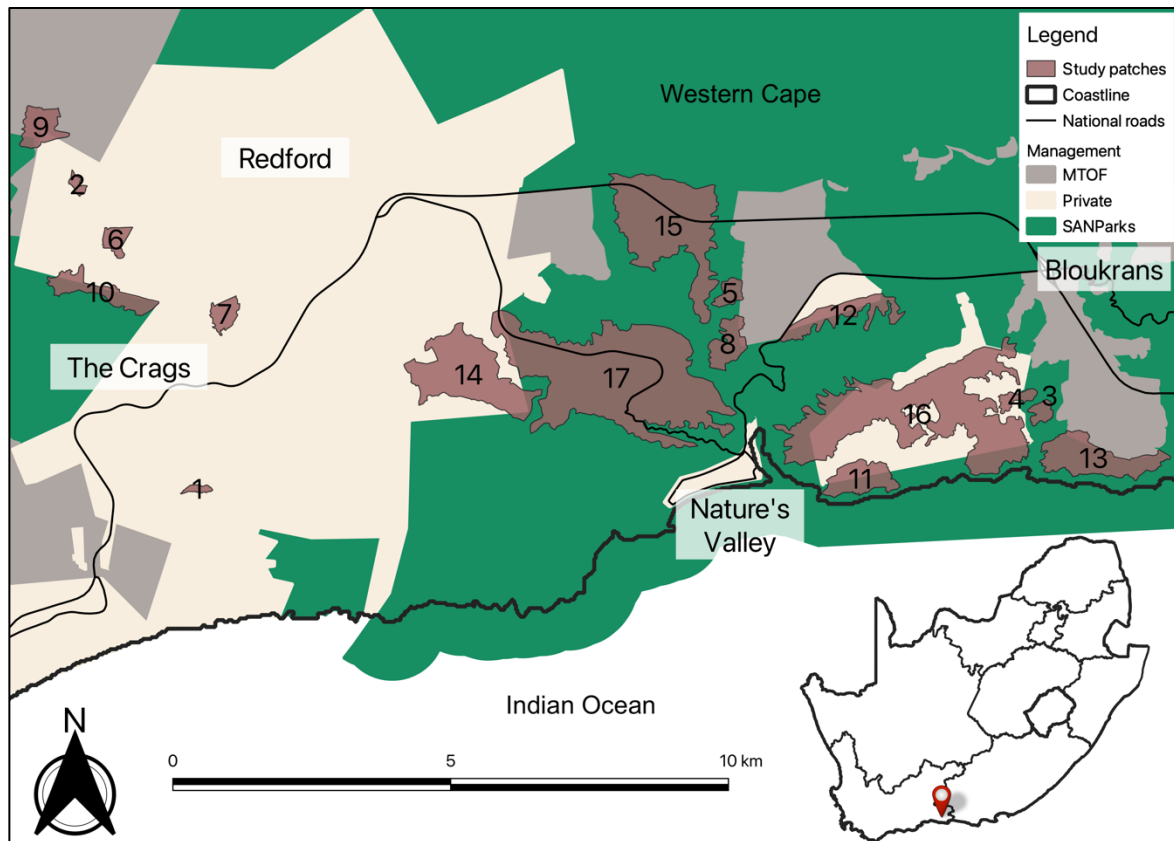 Legend
Study patches
Coastline
National roads
Management
MTOF
Private
SANParks
Western Cape
Redford
Bloukrans
The Crags
Nature's
Valley
Indian Ocean
9
2
6
10
7
1
14
15
5
8
17
12
16
4
3
11
13
N
0
5
10 km